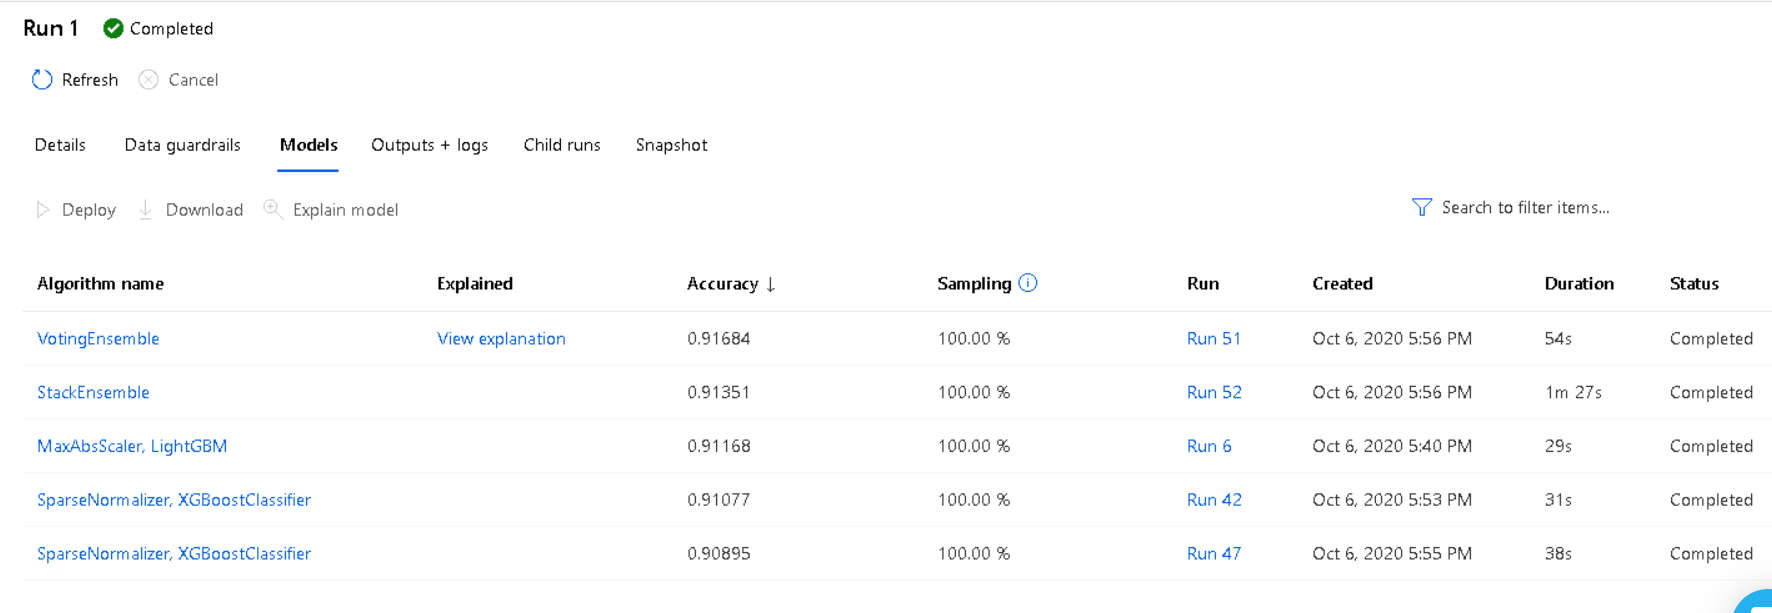 Run 1 Completed
Refresh Cancel
Details Data guardrails Models Outputs + logs Child runs Snapshot
Deploy Download Explain model Search to filter items...
Algorithm name Explained Accuracy ↓ Sampling Run Created Duration Status
VotingEnsemble View explanation 0.91684 100.00 % Run 51 Oct 6, 2020 5:56 PM 54s Completed
StackEnsemble 0.91351 100.00 % Run 52 Oct 6, 2020 5:56 PM 1m 27s Completed
MaxAbsScaler, LightGBM 0.91168 100.00 % Run 6 Oct 6, 2020 5:40 PM 29s Completed
SparseNormalizer, XGBoostClassifier 0.91077 100.00 % Run 42 Oct 6, 2020 5:53 PM 31s Completed
SparseNormalizer, XGBoostClassifier 0.90895 100.00 % Run 47 Oct 6, 2020 5:55 PM 38s Completed